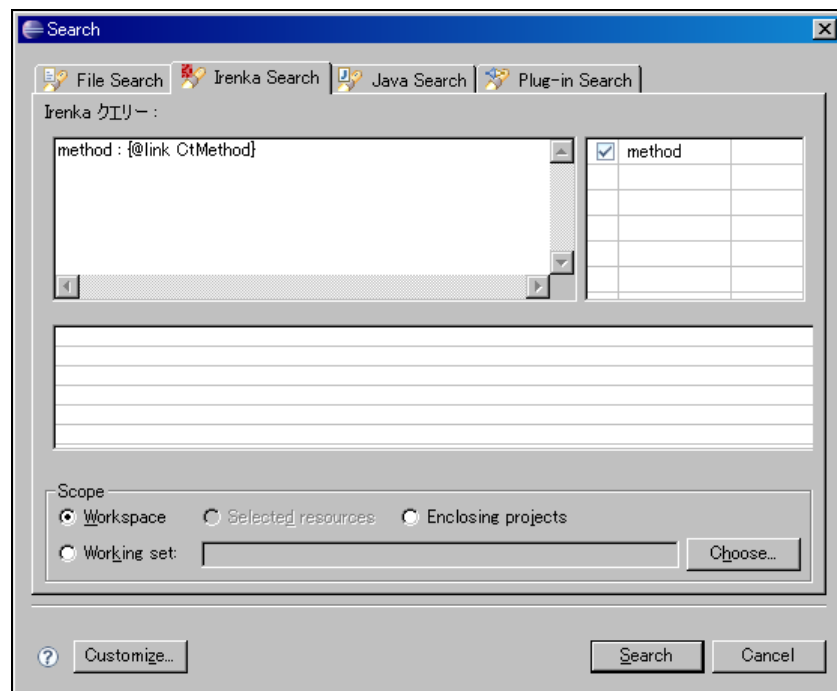 Search
File Search
Irenka Search
Java Search
Plug-in Search
Irenka クエリー :
method : {@link CtMethod}
method
Scope
Workspace
Selected resources
Enclosing projects
Working set:
Choose...
?
Customize...
Search
Cancel